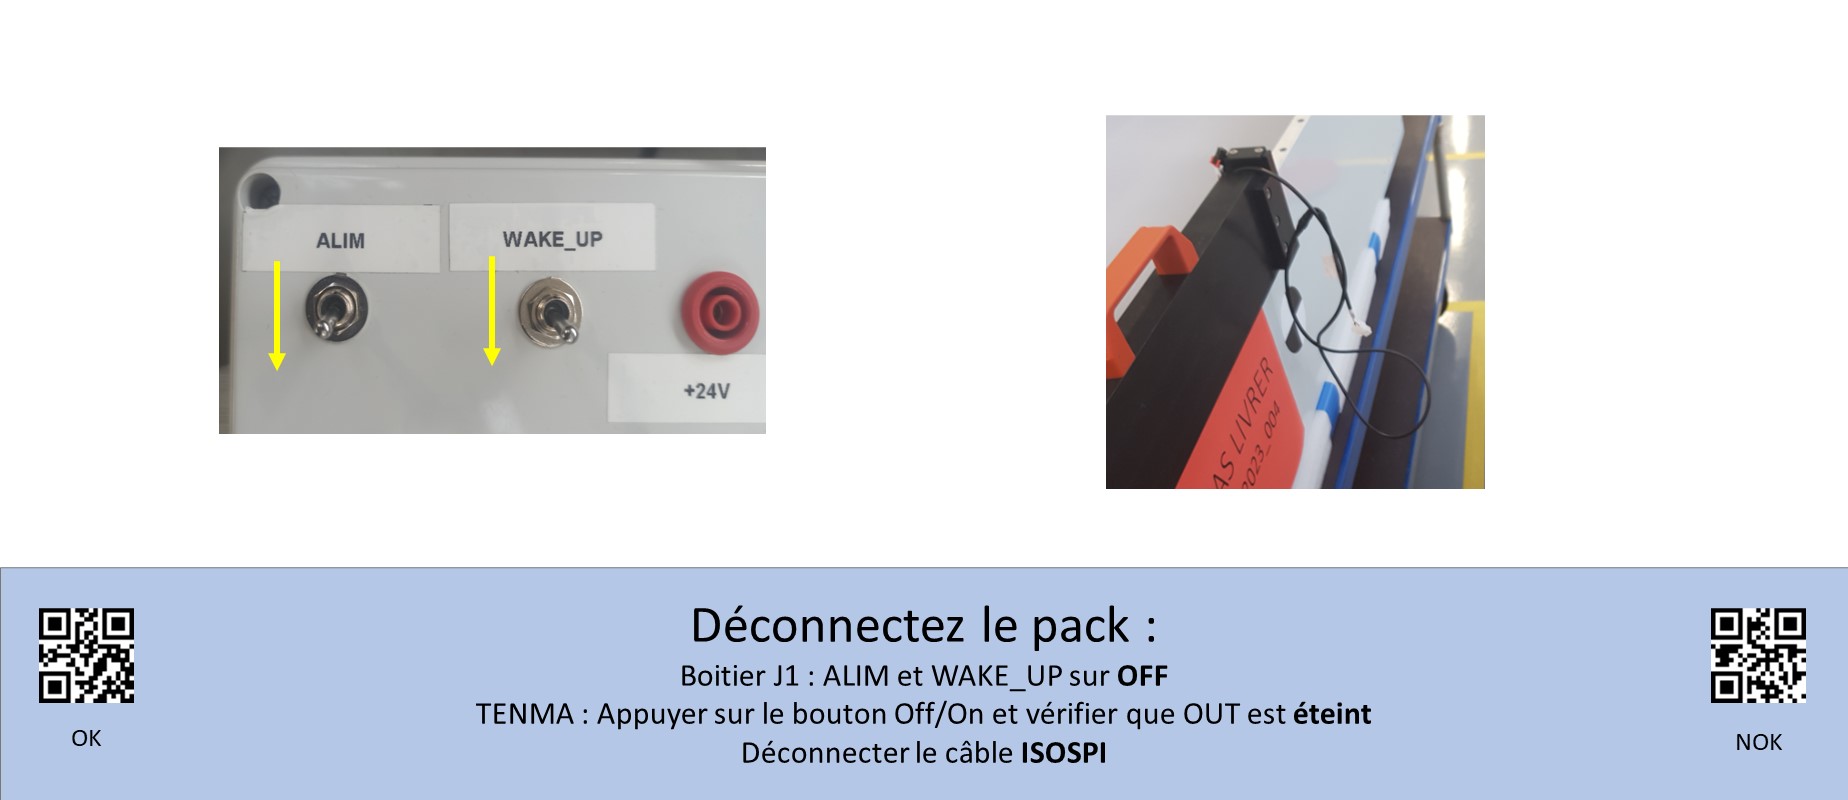 ALIM
WAKE_UP
+24V
AS LIVRER
2023_004
Déconnectez le pack :
Boitier J1 : ALIM et WAKE_UP sur OFF
TENMA : Appuyer sur le bouton Off/On et vérifier que OUT est éteint
Déconnecter le câble ISOSPI
OK
NOK